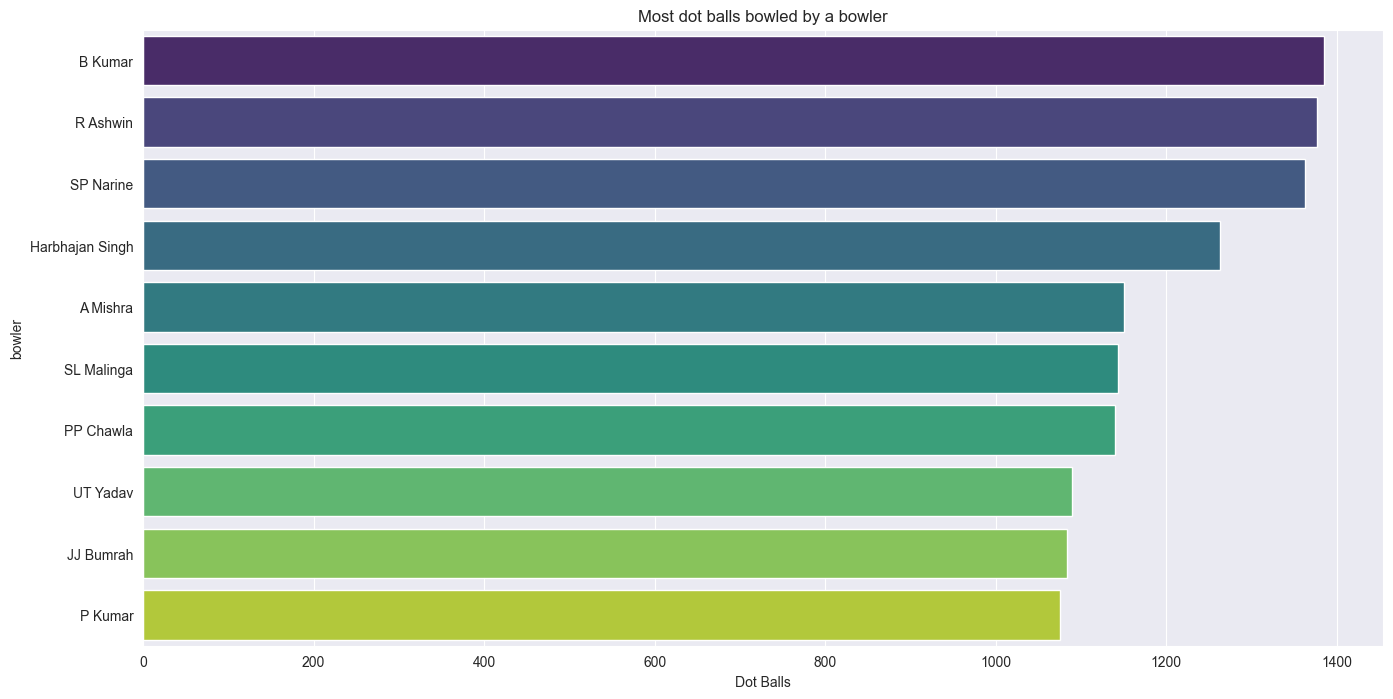 Most dot balls bowled by a bowler
B Kumar
R Ashwin
SP Narine
Harbhajan Singh
A Mishra
SL Malinga
PP Chawla
UT Yadav
JJ Bumrah
P Kumar
bowler
0 200 400 600 800 1000 1200 1400
Dot Balls